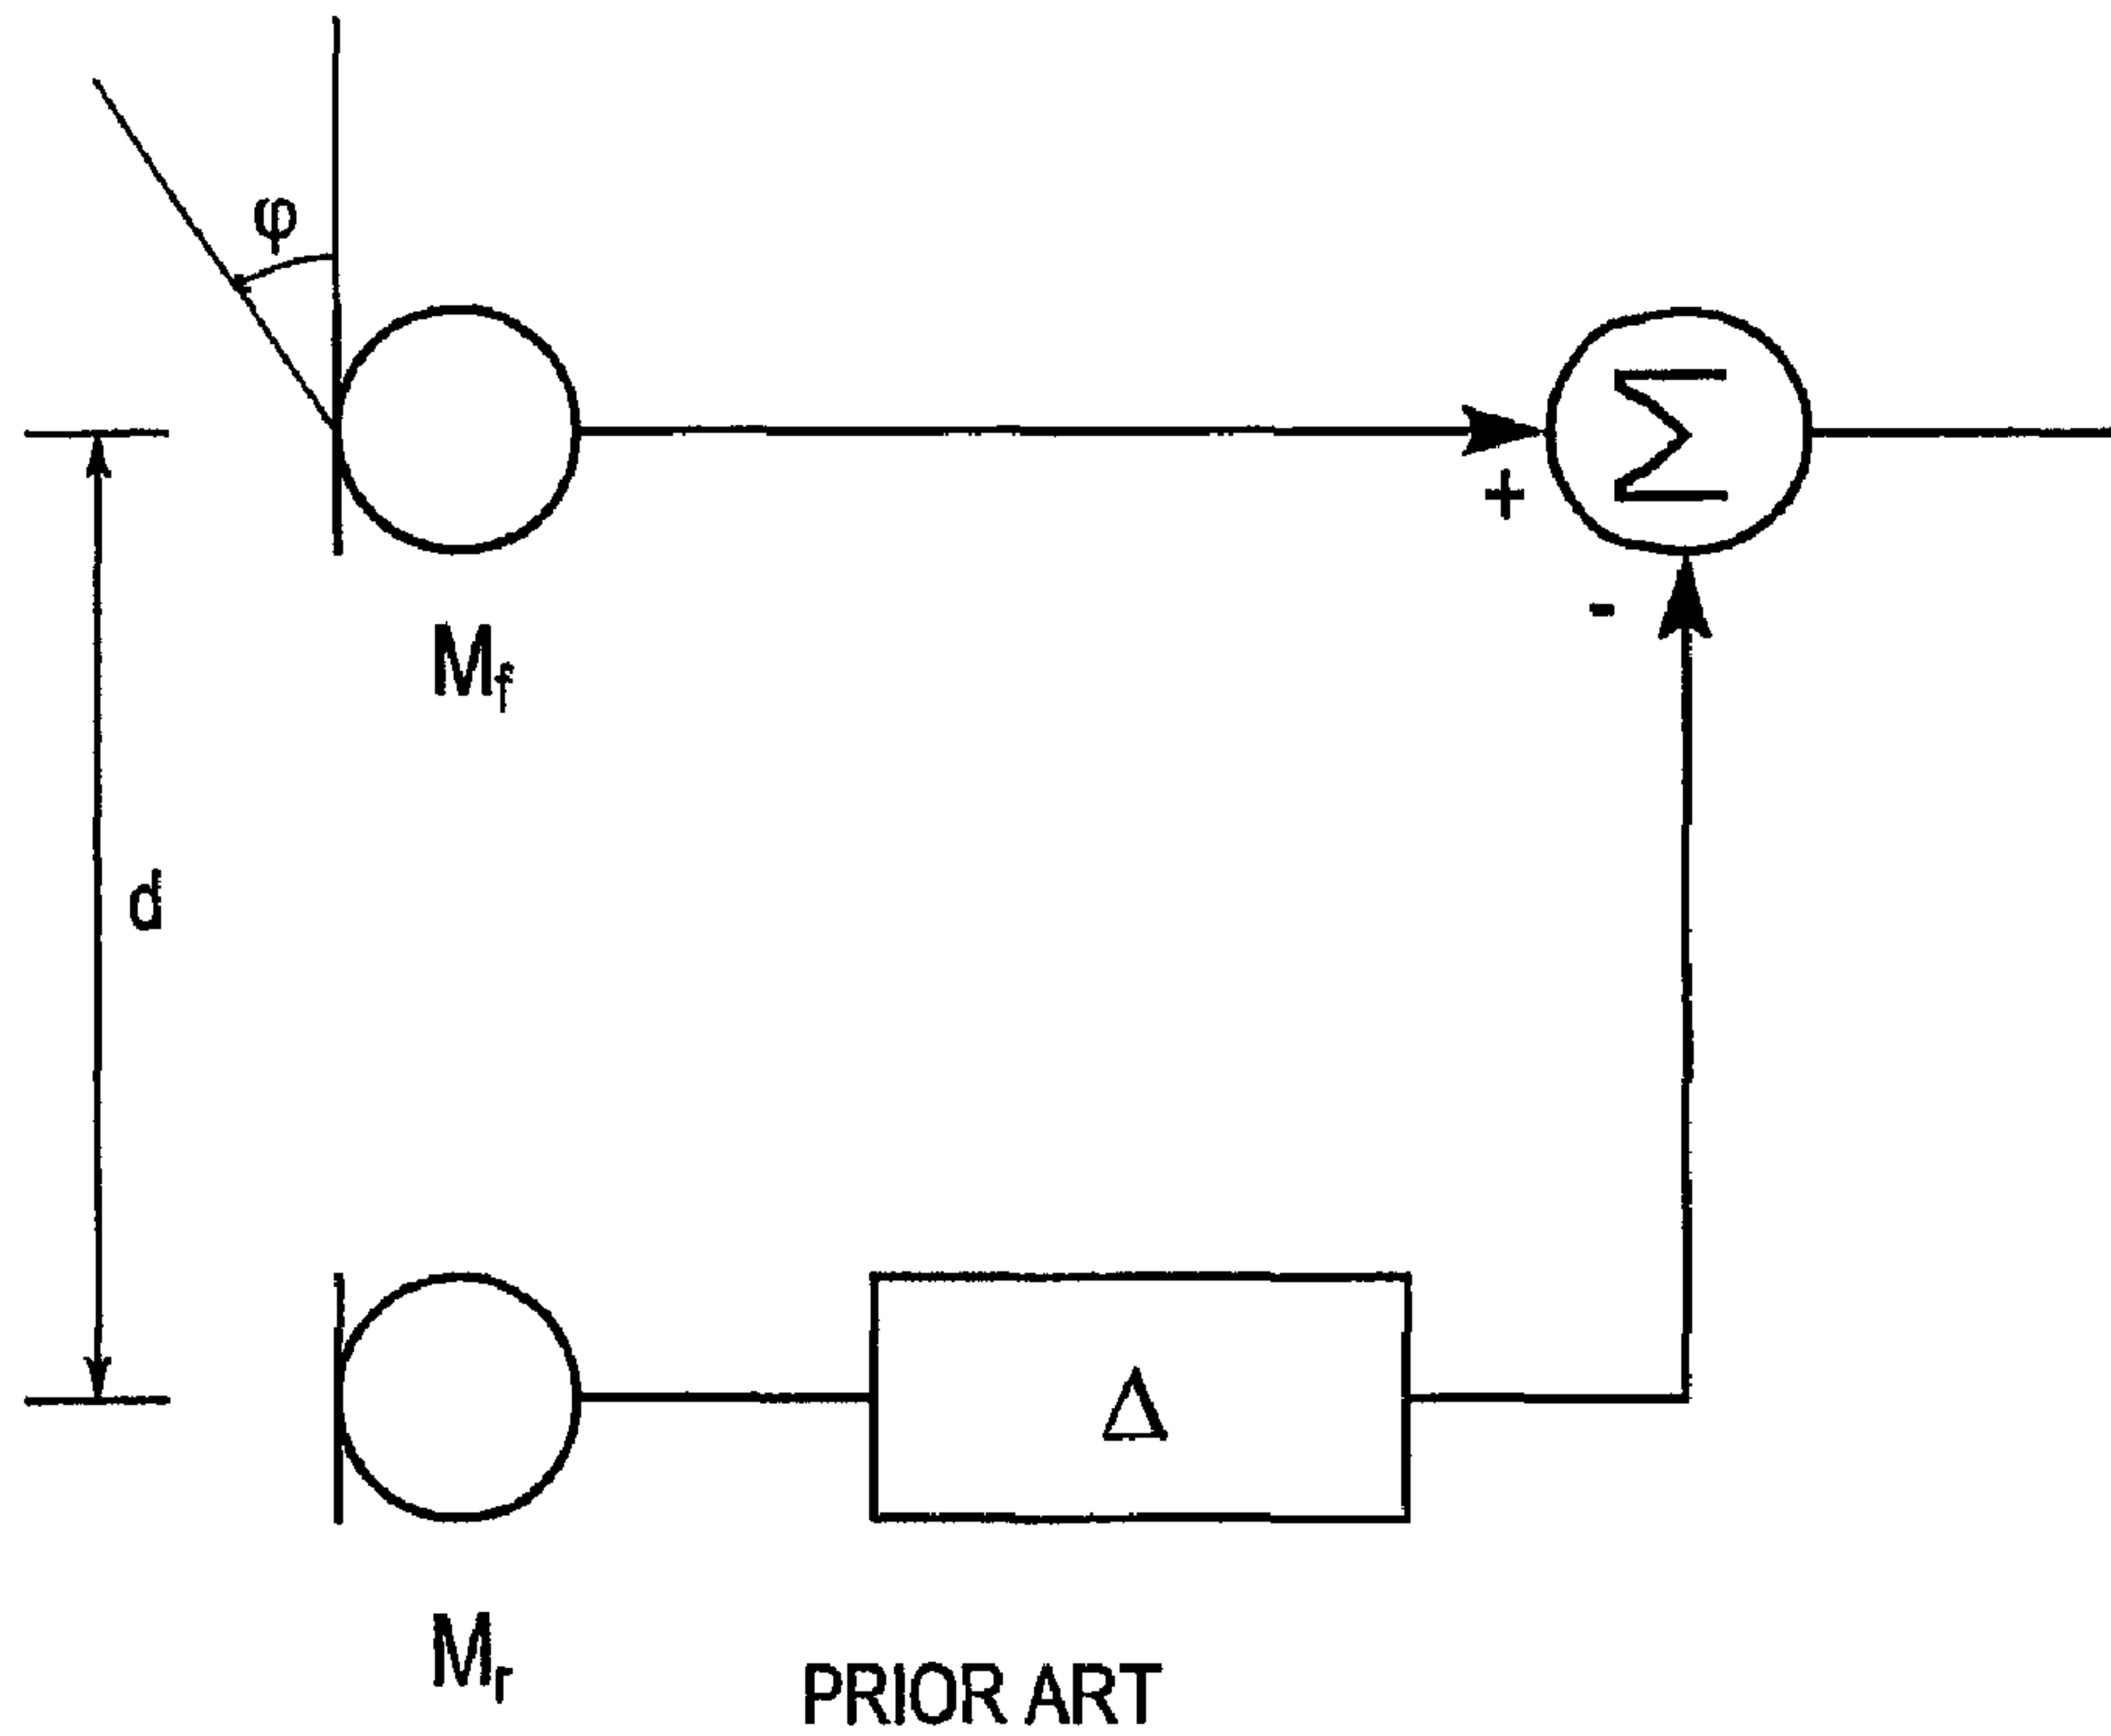 φ
Σ
+
-
M_f
d
Δ
M_r
PRIOR ART